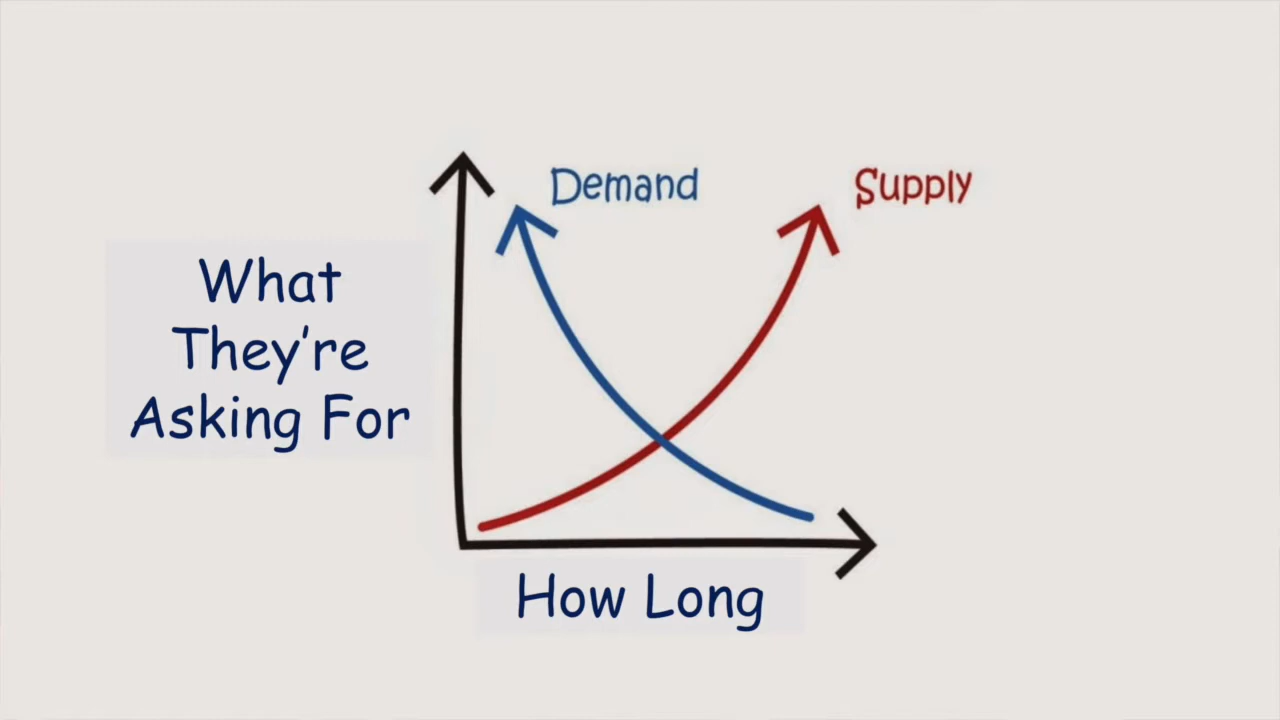 Demand
Supply
What
They're
Asking For
How Long